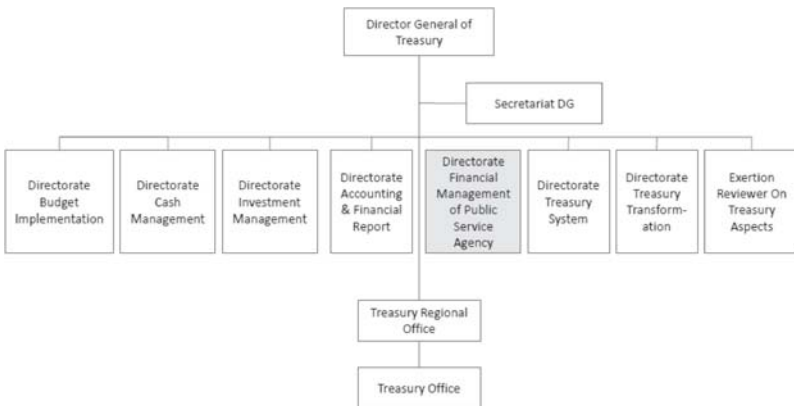 Director General of
Treasury
Secretariat DG
Directorate
Budget
Implementation
Directorate
Cash
Management
Directorate
Investment
Management
Directorate
Accounting
& Financial
Report
Directorate
Financial
Management
of Public
Service
Agency
Directorate
Treasury
System
Directorate
Treasury
Transform-
ation
Exertion
Reviewer On
Treasury
Aspects
Treasury Regional
Office
Treasury Office